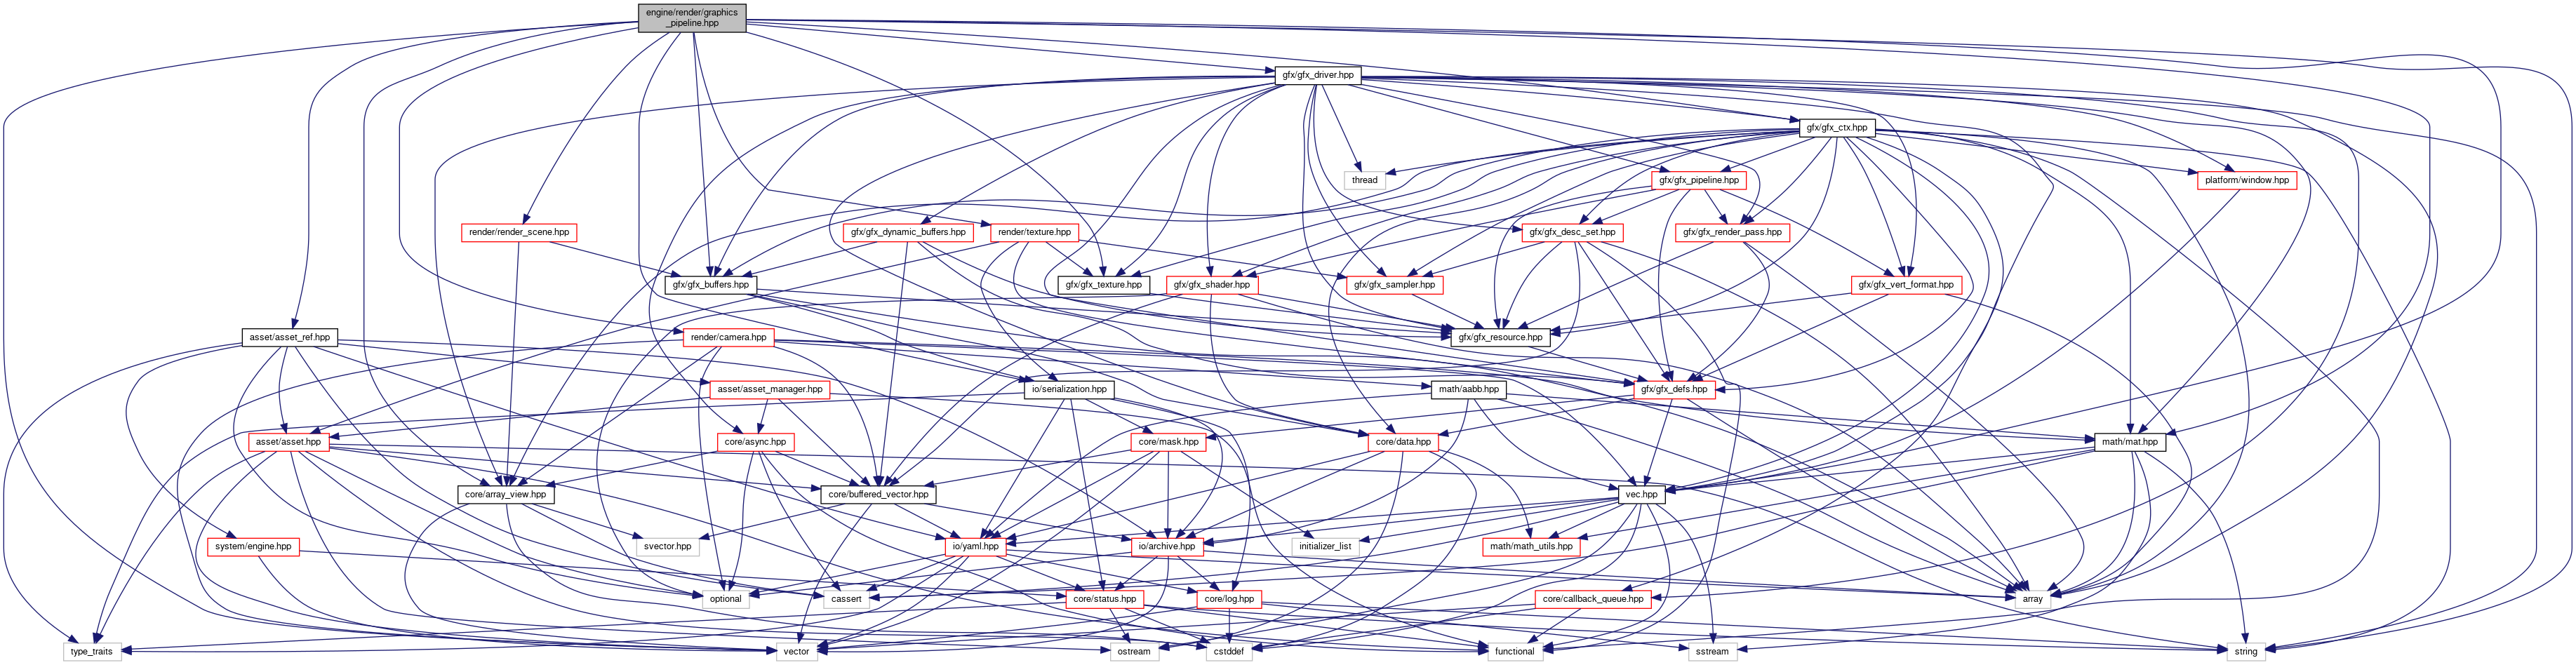 engine/render/graphics
_pipeline.hpp
gfx/gfx_driver.hpp
gfx/gfx_ctx.hpp
thread
gfx/gfx_pipeline.hpp
platform/window.hpp
render/render_scene.hpp
gfx/gfx_dynamic_buffers.hpp
render/texture.hpp
gfx/gfx_desc_set.hpp
gfx/gfx_render_pass.hpp
gfx/gfx_buffers.hpp
gfx/gfx_texture.hpp
gfx/gfx_shader.hpp
gfx/gfx_sampler.hpp
gfx/gfx_vert_format.hpp
asset/asset_ref.hpp
render/camera.hpp
gfx/gfx_resource.hpp
asset/asset_manager.hpp
io/serialization.hpp
math/aabb.hpp
gfx/gfx_defs.hpp
asset/asset.hpp
core/async.hpp
core/mask.hpp
core/data.hpp
math/mat.hpp
core/array_view.hpp
core/buffered_vector.hpp
vec.hpp
system/engine.hpp
svector.hpp
io/yaml.hpp
io/archive.hpp
initializer_list
math/math_utils.hpp
optional
cassert
core/status.hpp
core/log.hpp
core/callback_queue.hpp
array
type_traits
vector
ostream
cstddef
functional
sstream
string